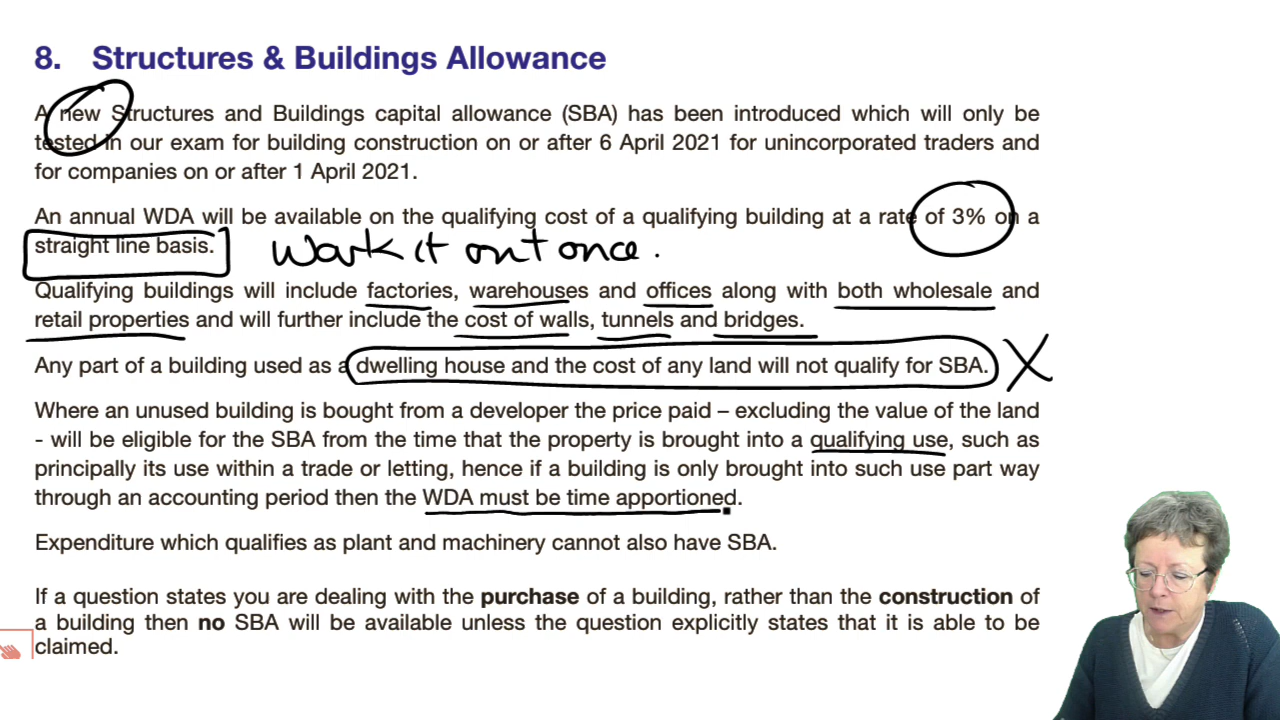 8. Structures & Buildings Allowance
A new Structures and Buildings capital allowance (SBA) has been introduced which will only be
tested in our exam for building construction on or after 6 April 2021 for unincorporated traders and
for companies on or after 1 April 2021.
An annual WDA will be available on the qualifying cost of a qualifying building at a rate of 3% on a
straight line basis. Work it out once.
Qualifying buildings will include factories, warehouses and offices along with both wholesale and
retail properties and will further include the cost of walls, tunnels and bridges.
Any part of a building used as a dwelling house and the cost of any land will not qualify for SBA. X
Where an unused building is bought from a developer the price paid – excluding the value of the land
- will be eligible for the SBA from the time that the property is brought into a qualifying use, such as
principally its use within a trade or letting, hence if a building is only brought into such use part way
through an accounting period then the WDA must be time apportioned.
Expenditure which qualifies as plant and machinery cannot also have SBA.
If a question states you are dealing with the purchase of a building, rather than the construction of
a building then no SBA will be available unless the question explicitly states that it is able to be
claimed.